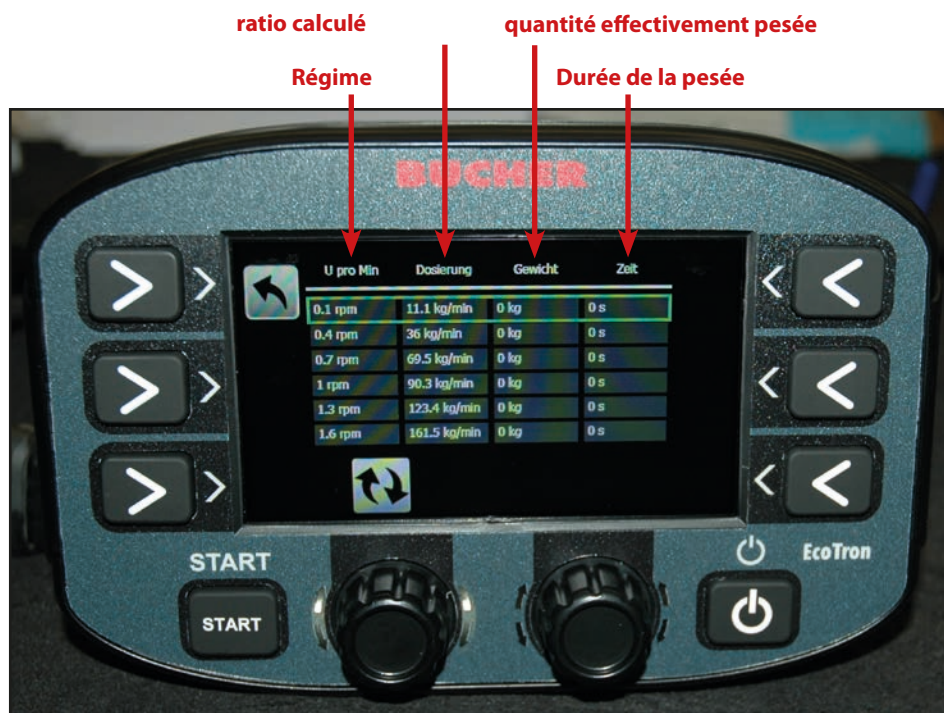 ratio calculé
quantité effectivement pesée
Régime
Durée de la pesée
BUCHER
U pro Min Dosierung Gewicht Zeit
0.1 rpm 11.1 kg/min 0 kg 0 s
0.4 rpm 36 kg/min 0 kg 0 s
0.7 rpm 69.5 kg/min 0 kg 0 s
1 rpm 90.3 kg/min 0 kg 0 s
1.3 rpm 123.4 kg/min 0 kg 0 s
1.6 rpm 161.5 kg/min 0 kg 0 s
START
EcoTron
START